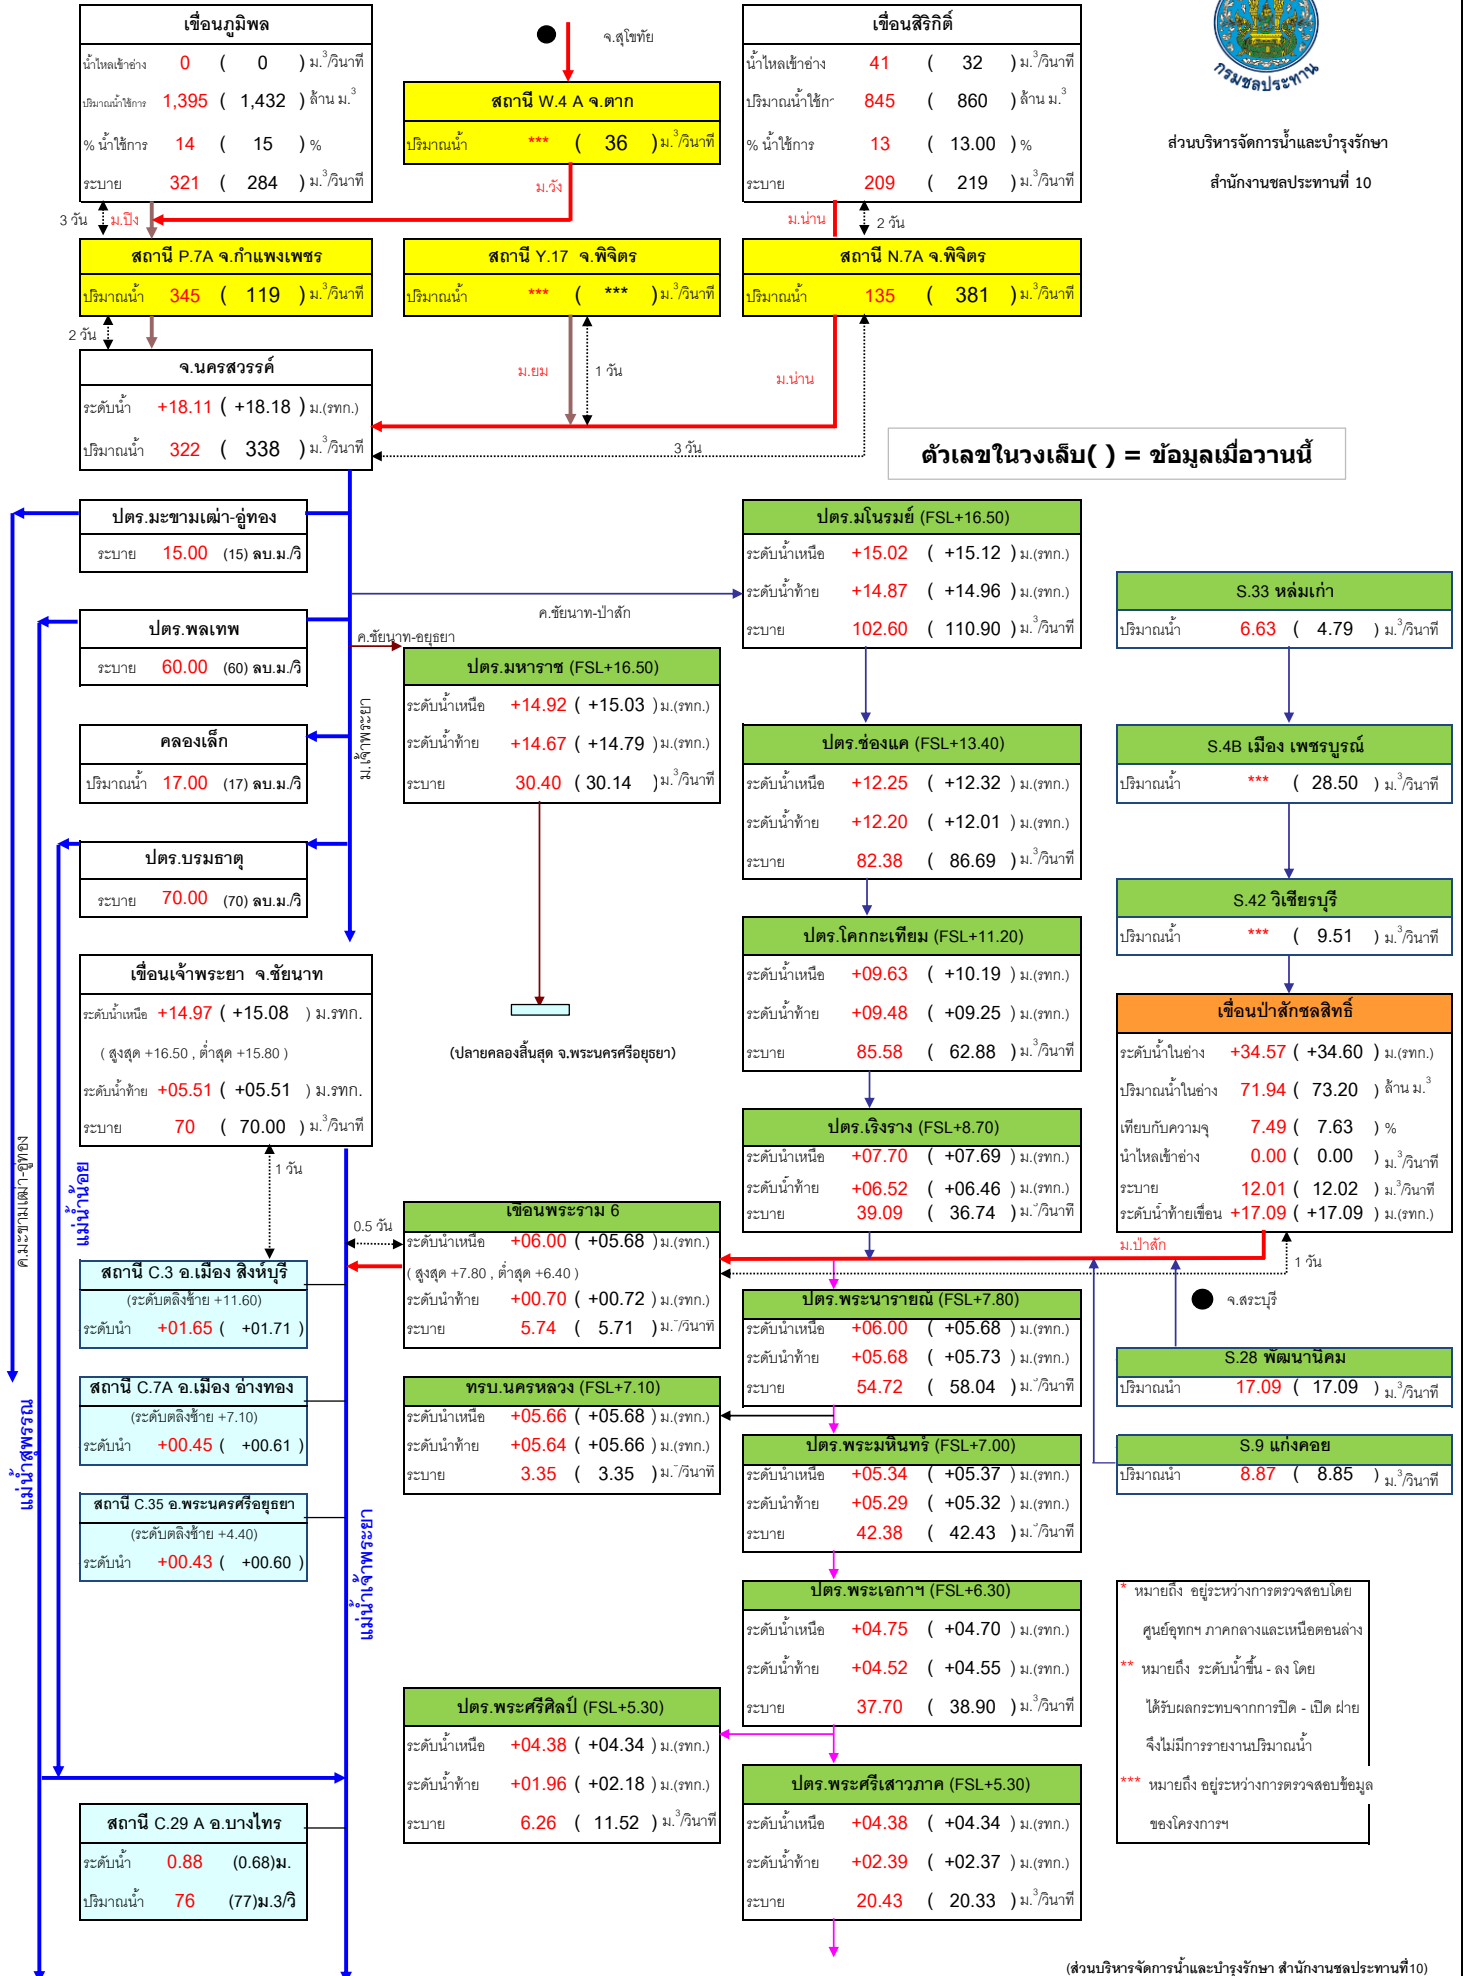 เขื่อนภูมิพล
น้ำไหลเข้าอ่าง 0 ( 0 ) ม.³/วินาที
ปริมาณน้ำใช้การ 1,395 ( 1,432 ) ล้าน ม.³
% น้ำใช้การ 14 ( 15 ) %
ระบาย 321 ( 284 ) ม.³/วินาที
จ.สุโขทัย
สถานี W.4 A จ.ตาก
ปริมาณน้ำ *** ( 36 ) ม.³/วินาที
เขื่อนสิริกิติ์
น้ำไหลเข้าอ่าง 41 ( 32 ) ม.³/วินาที
ปริมาณน้ำใช้กา 845 ( 860 ) ล้าน ม.³
% น้ำใช้การ 13 ( 13.00 ) %
ระบาย 209 ( 219 ) ม.³/วินาที
กรมชลประทาน
ส่วนบริหารจัดการน้ำและบำรุงรักษา
สำนักงานชลประทานที่ 10
3 วัน ม.ปิง
ม.วัง
ม.น่าน 2 วัน
สถานี P.7A จ.กำแพงเพชร
ปริมาณน้ำ 345 ( 119 ) ม.³/วินาที
สถานี Y.17 จ.พิจิตร
ปริมาณน้ำ *** ( *** ) ม.³/วินาที
สถานี N.7A จ.พิจิตร
ปริมาณน้ำ 135 ( 381 ) ม.³/วินาที
2 วัน
ม.ยม 1 วัน
ม.น่าน
จ.นครสวรรค์
ระดับน้ำ +18.11 ( +18.18 ) ม.(รทก.)
ปริมาณน้ำ 322 ( 338 ) ม.³/วินาที
3 วัน
ตัวเลขในวงเล็บ( ) = ข้อมูลเมื่อวานนี้
ปตร.มะขามเฒ่า-อู่ทอง
ระบาย 15.00 (15) ลบ.ม./วิ
ปตร.พลเทพ
ระบาย 60.00 (60) ลบ.ม./วิ
คลองเล็ก
ปริมาณน้ำ 17.00 (17) ลบ.ม./วิ
ปตร.บรมธาตุ
ระบาย 70.00 (70) ลบ.ม./วิ
ค.ชัยนาท-ป่าสัก
ค.ชัยนาท-อยุธยา
ม.เจ้าพระยา
ปตร.มหาราช (FSL+16.50)
ระดับน้ำเหนือ +14.92 ( +15.03 ) ม.(รทก.)
ระดับน้ำท้าย +14.67 ( +14.79 ) ม.(รทก.)
ระบาย 30.40 ( 30.14 ) ม.³/วินาที
(ปลายคลองสิ้นสุด จ.พระนครศรีอยุธยา)
ปตร.มโนรมย์ (FSL+16.50)
ระดับน้ำเหนือ +15.02 ( +15.12 ) ม.(รทก.)
ระดับน้ำท้าย +14.87 ( +14.96 ) ม.(รทก.)
ระบาย 102.60 ( 110.90 ) ม.³/วินาที
ปตร.ช่องแค (FSL+13.40)
ระดับน้ำเหนือ +12.25 ( +12.32 ) ม.(รทก.)
ระดับน้ำท้าย +12.20 ( +12.01 ) ม.(รทก.)
ระบาย 82.38 ( 86.69 ) ม.³/วินาที
ปตร.โคกกะเทียม (FSL+11.20)
ระดับน้ำเหนือ +09.63 ( +10.19 ) ม.(รทก.)
ระดับน้ำท้าย +09.48 ( +09.25 ) ม.(รทก.)
ระบาย 85.58 ( 62.88 ) ม.³/วินาที
ปตร.เริงราง (FSL+8.70)
ระดับน้ำเหนือ +07.70 ( +07.69 ) ม.(รทก.)
ระดับน้ำท้าย +06.52 ( +06.46 ) ม.(รทก.)
ระบาย 39.09 ( 36.74 ) ม.³/วินาที
S.33 หล่มเก่า
ปริมาณน้ำ 6.63 ( 4.79 ) ม.³/วินาที
S.4B เมือง เพชรบูรณ์
ปริมาณน้ำ *** ( 28.50 ) ม.³/วินาที
S.42 วิเชียรบุรี
ปริมาณน้ำ *** ( 9.51 ) ม.³/วินาที
เขื่อนป่าสักชลสิทธิ์
ระดับน้ำในอ่าง +34.57 ( +34.60 ) ม.(รทก.)
ปริมาณน้ำในอ่าง 71.94 ( 73.20 ) ล้าน ม.³
เทียบกับความจุ 7.49 ( 7.63 ) %
น้ำไหลเข้าอ่าง 0.00 ( 0.00 ) ม.³/วินาที
ระบาย 12.01 ( 12.02 ) ม.³/วินาที
ระดับน้ำท้ายเขื่อน +17.09 ( +17.09 ) ม.(รทก.)
ม.ป่าสัก
1 วัน
จ.สระบุรี
เขื่อนเจ้าพระยา จ.ชัยนาท
ระดับน้ำเหนือ +14.97 ( +15.08 ) ม.รทก.
( สูงสุด +16.50 , ต่ำสุด +15.80 )
ระดับน้ำท้าย +05.51 ( +05.51 ) ม.รทก.
ระบาย 70 ( 70.00 ) ม.³/วินาที
1 วัน
ค.มะขามเฒ่า-อู่ทอง
แม่น้ำน้อย
แม่น้ำสุพรรณ
แม่น้ำเจ้าพระยา
0.5 วัน
เขื่อนพระราม 6
ระดับน้ำเหนือ +06.00 ( +05.68 ) ม.(รทก.)
( สูงสุด +7.80 , ต่ำสุด +6.40 )
ระดับน้ำท้าย +00.70 ( +00.72 ) ม.(รทก.)
ระบาย 5.74 ( 5.71 ) ม.³/วินาที
สถานี C.3 อ.เมือง สิงห์บุรี
(ระดับตลิ่งซ้าย +11.60)
ระดับน้ำ +01.65 ( +01.71 )
สถานี C.7A อ.เมือง อ่างทอง
(ระดับตลิ่งซ้าย +7.10)
ระดับน้ำ +00.45 ( +00.61 )
สถานี C.35 อ.พระนครศรีอยุธยา
(ระดับตลิ่งซ้าย +4.40)
ระดับน้ำ +00.43 ( +00.60 )
ทรบ.นครหลวง (FSL+7.10)
ระดับน้ำเหนือ +05.66 ( +05.68 ) ม.(รทก.)
ระดับน้ำท้าย +05.64 ( +05.66 ) ม.(รทก.)
ระบาย 3.35 ( 3.35 ) ม.³/วินาที
ปตร.พระนารายณ์ (FSL+7.80)
ระดับน้ำเหนือ +06.00 ( +05.68 ) ม.(รทก.)
ระดับน้ำท้าย +05.68 ( +05.73 ) ม.(รทก.)
ระบาย 54.72 ( 58.04 ) ม.³/วินาที
ปตร.พระมหินทร์ (FSL+7.00)
ระดับน้ำเหนือ +05.34 ( +05.37 ) ม.(รทก.)
ระดับน้ำท้าย +05.29 ( +05.32 ) ม.(รทก.)
ระบาย 42.38 ( 42.43 ) ม.³/วินาที
S.28 พัฒนานิคม
ปริมาณน้ำ 17.09 ( 17.09 ) ม.³/วินาที
S.9 แก่งคอย
ปริมาณน้ำ 8.87 ( 8.85 ) ม.³/วินาที
ปตร.พระเอกาฯ (FSL+6.30)
ระดับน้ำเหนือ +04.75 ( +04.70 ) ม.(รทก.)
ระดับน้ำท้าย +04.52 ( +04.55 ) ม.(รทก.)
ระบาย 37.70 ( 38.90 ) ม.³/วินาที
ปตร.พระศรีศิลป์ (FSL+5.30)
ระดับน้ำเหนือ +04.38 ( +04.34 ) ม.(รทก.)
ระดับน้ำท้าย +01.96 ( +02.18 ) ม.(รทก.)
ระบาย 6.26 ( 11.52 ) ม.³/วินาที
ปตร.พระศรีเสาวภาค (FSL+5.30)
ระดับน้ำเหนือ +04.38 ( +04.34 ) ม.(รทก.)
ระดับน้ำท้าย +02.39 ( +02.37 ) ม.(รทก.)
ระบาย 20.43 ( 20.33 ) ม.³/วินาที
* หมายถึง อยู่ระหว่างการตรวจสอบโดย
ศูนย์อุทกฯ ภาคกลางและเหนือตอนล่าง
** หมายถึง ระดับน้ำขึ้น - ลง โดย
ได้รับผลกระทบจากการปิด - เปิด ฝาย
จึงไม่มีการรายงานปริมาณน้ำ
*** หมายถึง อยู่ระหว่างการตรวจสอบข้อมูล
ของโครงการฯ
สถานี C.29 A อ.บางไทร
ระดับน้ำ 0.88 (0.68)ม.
ปริมาณน้ำ 76 (77)ม.3/วิ
(ส่วนบริหารจัดการน้ำและบำรุงรักษา สำนักงานชลประทานที่10)